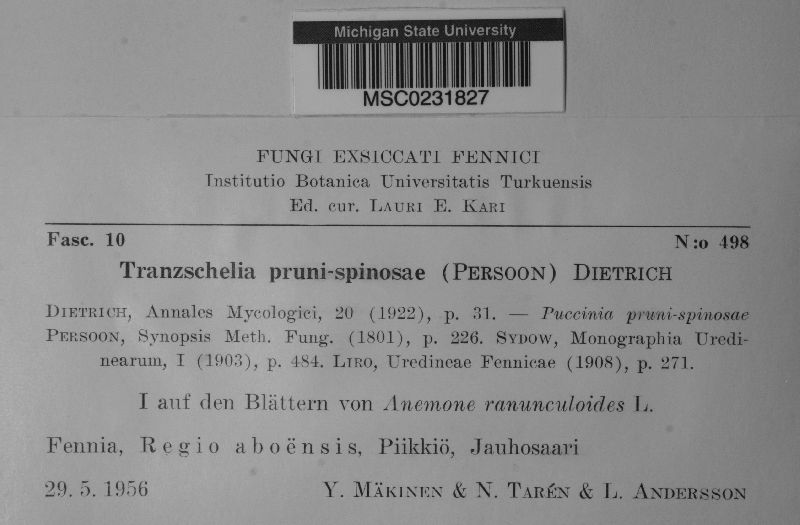 Michigan State University
MSC0231827
FUNGI EXSICCATI FENNICI
Institutio Botanica Universitatis Turkuensis
Ed. cur. LAURI E. KARI
Fasc. 10 N:o 498
Tranzschelia pruni-spinosae (PERSOON) DIETRICH
DIETRICH, Annales Mycologici, 20 (1922), p. 31. — Puccinia pruni-spinosae
PERSOON, Synopsis Meth. Fung. (1801), p. 226. SYDOW, Monographia Uredi-
nearum, I (1903), p. 484. LIRO, Uredineae Fennicae (1908), p. 271.
I auf den Blättern von Anemone ranunculoides L.
Fennia, Regio aboënsis, Piikkiö, Jauhosaari
29. 5. 1956 Y. MÄKINEN & N. TARÉN & L. ANDERSSON